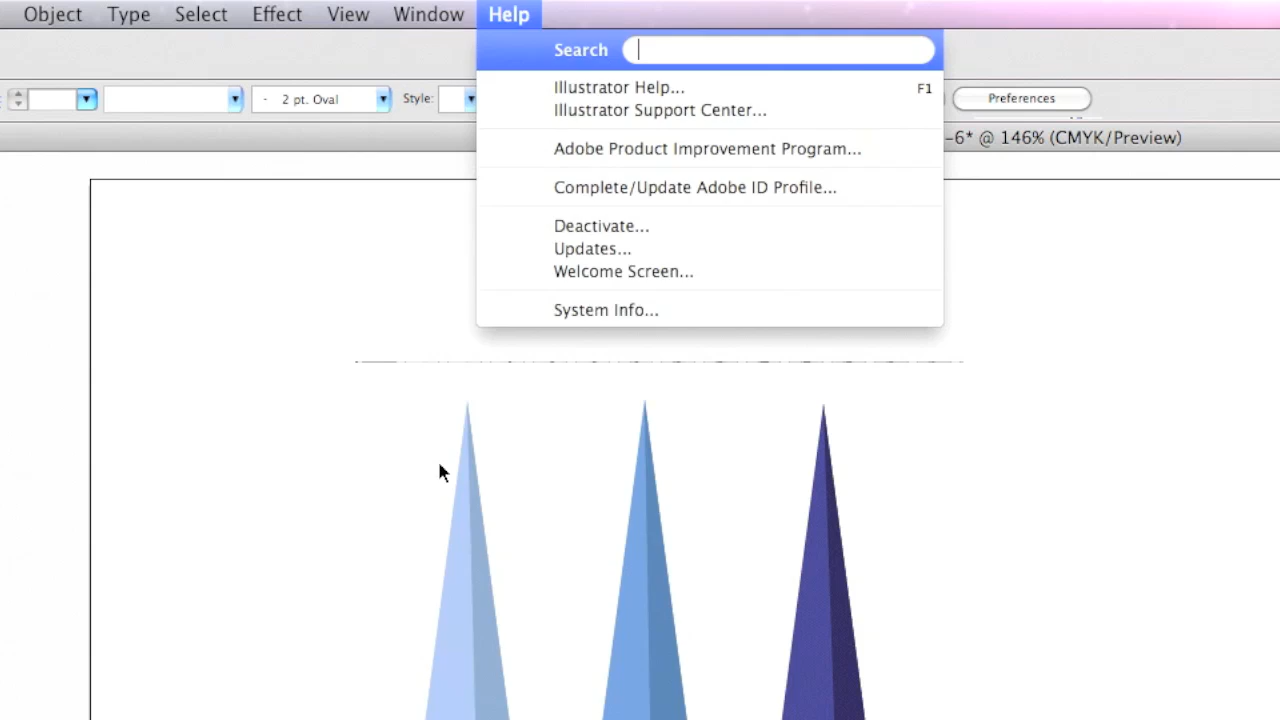 Object Type Select Effect View Window Help
Search
2 pt. Oval Style: Preferences
Illustrator Help... F1
Illustrator Support Center...
-6* @ 146% (CMYK/Preview)
Adobe Product Improvement Program...
Complete/Update Adobe ID Profile...
Deactivate...
Updates...
Welcome Screen...
System Info...